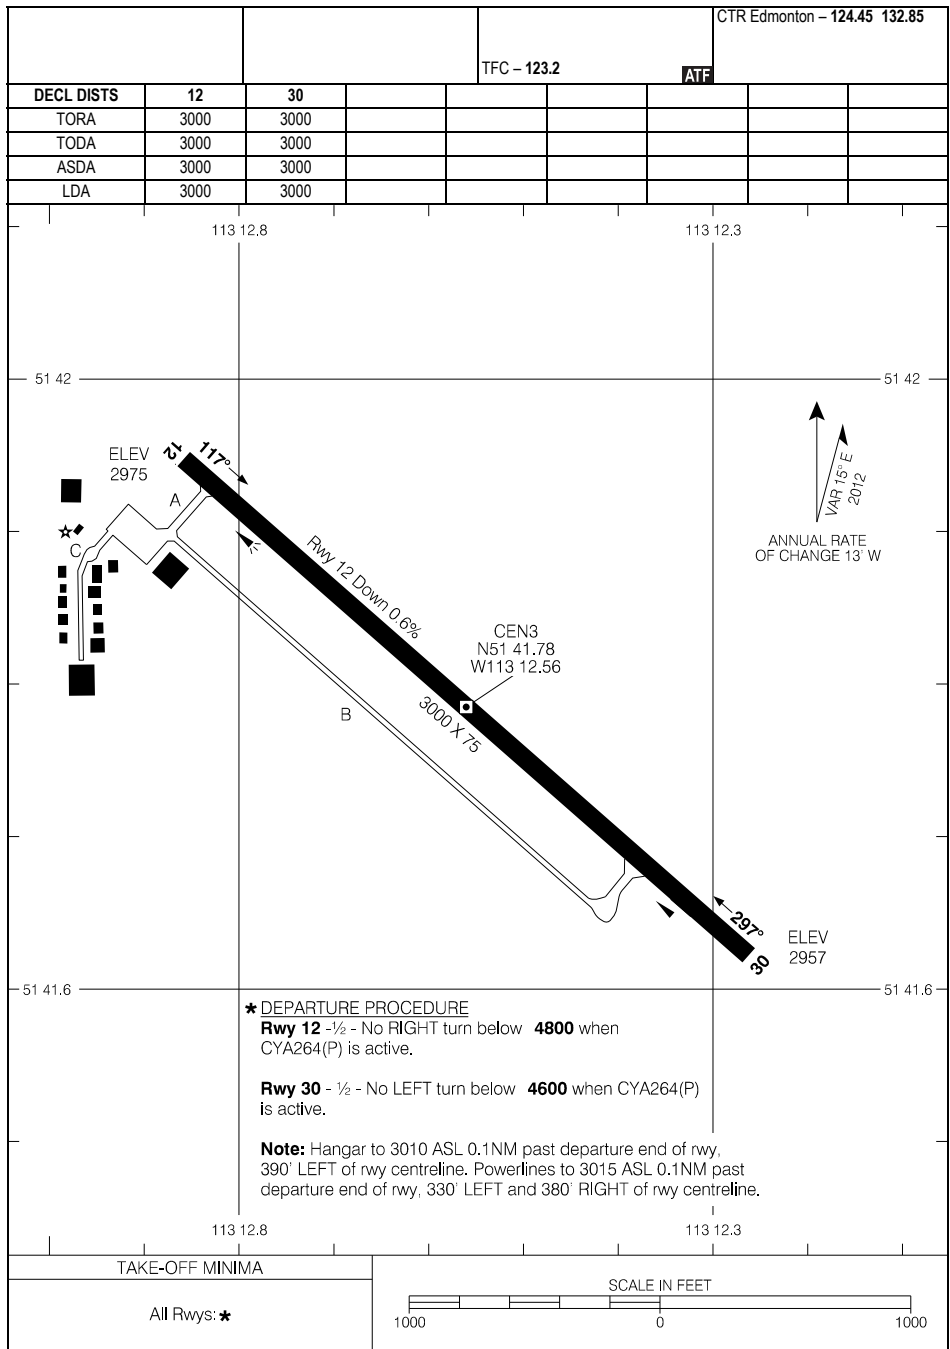 CTR Edmonton – 124.45 132.85
TFC – 123.2
ATF
DECL DISTS 12 30
TORA 3000 3000
TODA 3000 3000
ASDA 3000 3000
LDA 3000 3000
113 12.8 113 12.3
51 42 51 42
ELEV
2975
12
117°
A
C
VAR 15° E
2012
ANNUAL RATE
OF CHANGE 13' W
Rwy 12 Down 0.6%
CEN3
N51 41.78
W113 12.56
3000 X 75
B
297°
30
ELEV
2957
51 41.6 51 41.6
* DEPARTURE PROCEDURE
Rwy 12 -½ - No RIGHT turn below 4800 when
CYA264(P) is active.
Rwy 30 - ½ - No LEFT turn below 4600 when CYA264(P)
is active.
Note: Hangar to 3010 ASL 0.1NM past departure end of rwy,
390' LEFT of rwy centreline. Powerlines to 3015 ASL 0.1NM past
departure end of rwy, 330' LEFT and 380' RIGHT of rwy centreline.
113 12.8 113 12.3
TAKE-OFF MINIMA
All Rwys: *
SCALE IN FEET
1000 0 1000